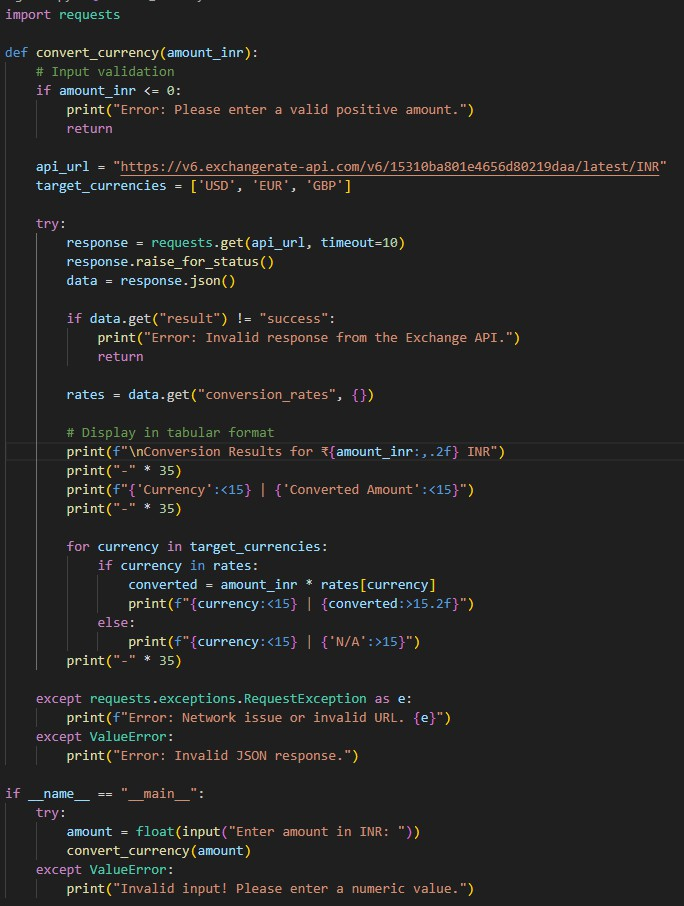 import requests

def convert_currency(amount_inr):
    # Input validation
    if amount_inr <= 0:
        print("Error: Please enter a valid positive amount.")
        return

    api_url = "https://v6.exchangerate-api.com/v6/15310ba801e4656d80219daa/latest/INR"
    target_currencies = ['USD', 'EUR', 'GBP']

    try:
        response = requests.get(api_url, timeout=10)
        response.raise_for_status()
        data = response.json()

        if data.get("result") != "success":
            print("Error: Invalid response from the Exchange API.")
            return

        rates = data.get("conversion_rates", {})

        # Display in tabular format
        print(f"\nConversion Results for ₹{amount_inr:,.2f} INR")
        print("-" * 35)
        print(f"{'Currency':<15} | {'Converted Amount':<15}")
        print("-" * 35)

        for currency in target_currencies:
            if currency in rates:
                converted = amount_inr * rates[currency]
                print(f"{currency:<15} | {converted:>15.2f}")
            else:
                print(f"{currency:<15} | {'N/A':>15}")
        print("-" * 35)

    except requests.exceptions.RequestException as e:
        print(f"Error: Network issue or invalid URL. {e}")
    except ValueError:
        print("Error: Invalid JSON response.")

if __name__ == "__main__":
    try:
        amount = float(input("Enter amount in INR: "))
        convert_currency(amount)
    except ValueError:
        print("Invalid input! Please enter a numeric value.")